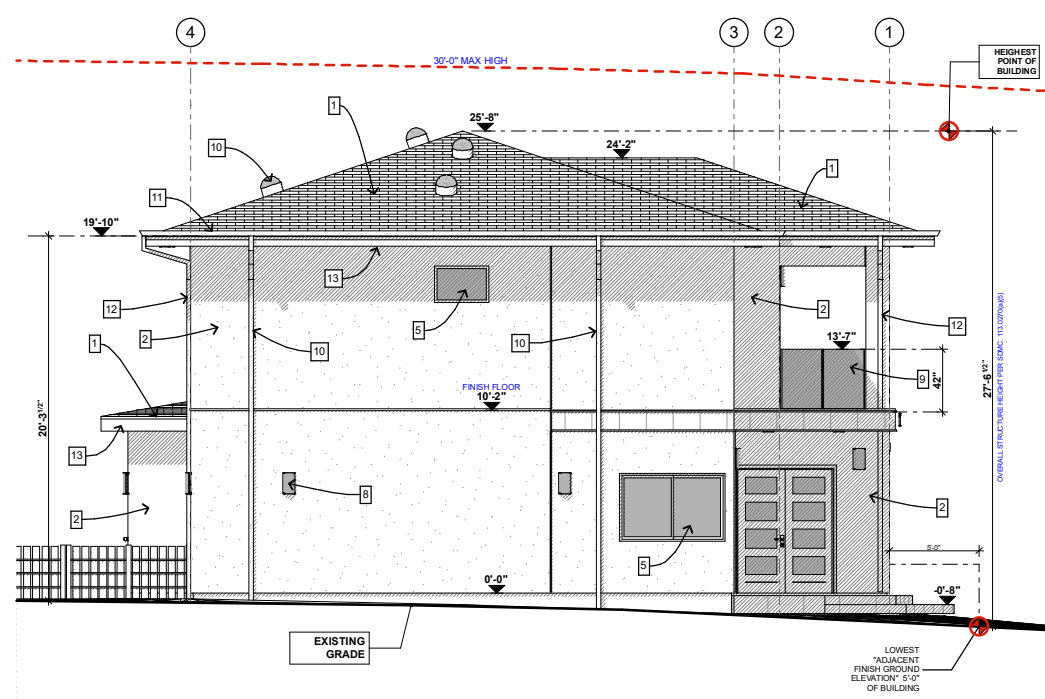 4
3
2
1
HEIGHEST
POINT OF
BUILDING
30'-0" MAX HIGH
1
25'-8"
24'-2"
10
1
11
19'-10"
13
12
2
5
2
12
1
10
10
13'-7"
9
42"
FINISH FLOOR
10'-2"
20'-3 1/2"
27'-6 1/2"
OVERALL STRUCTURE HEIGHT PER SDMC. 113.0270(a)(5)
13
8
2
2
5
5'-0"
0'-0"
-0'-8"
EXISTING
GRADE
LOWEST
"ADJACENT
FINISH GROUND
ELEVATION" 5'-0"
OF BUILDING